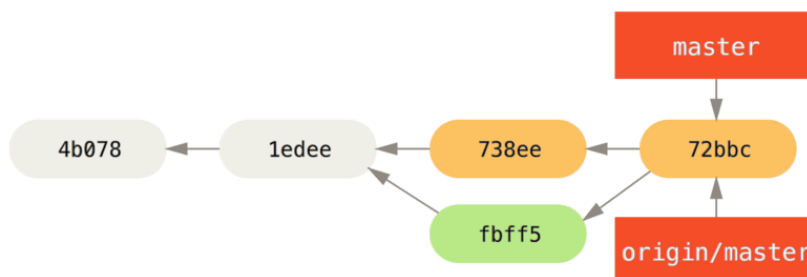 master
4b078
1edee
738ee
72bbc
fbff5
origin/master